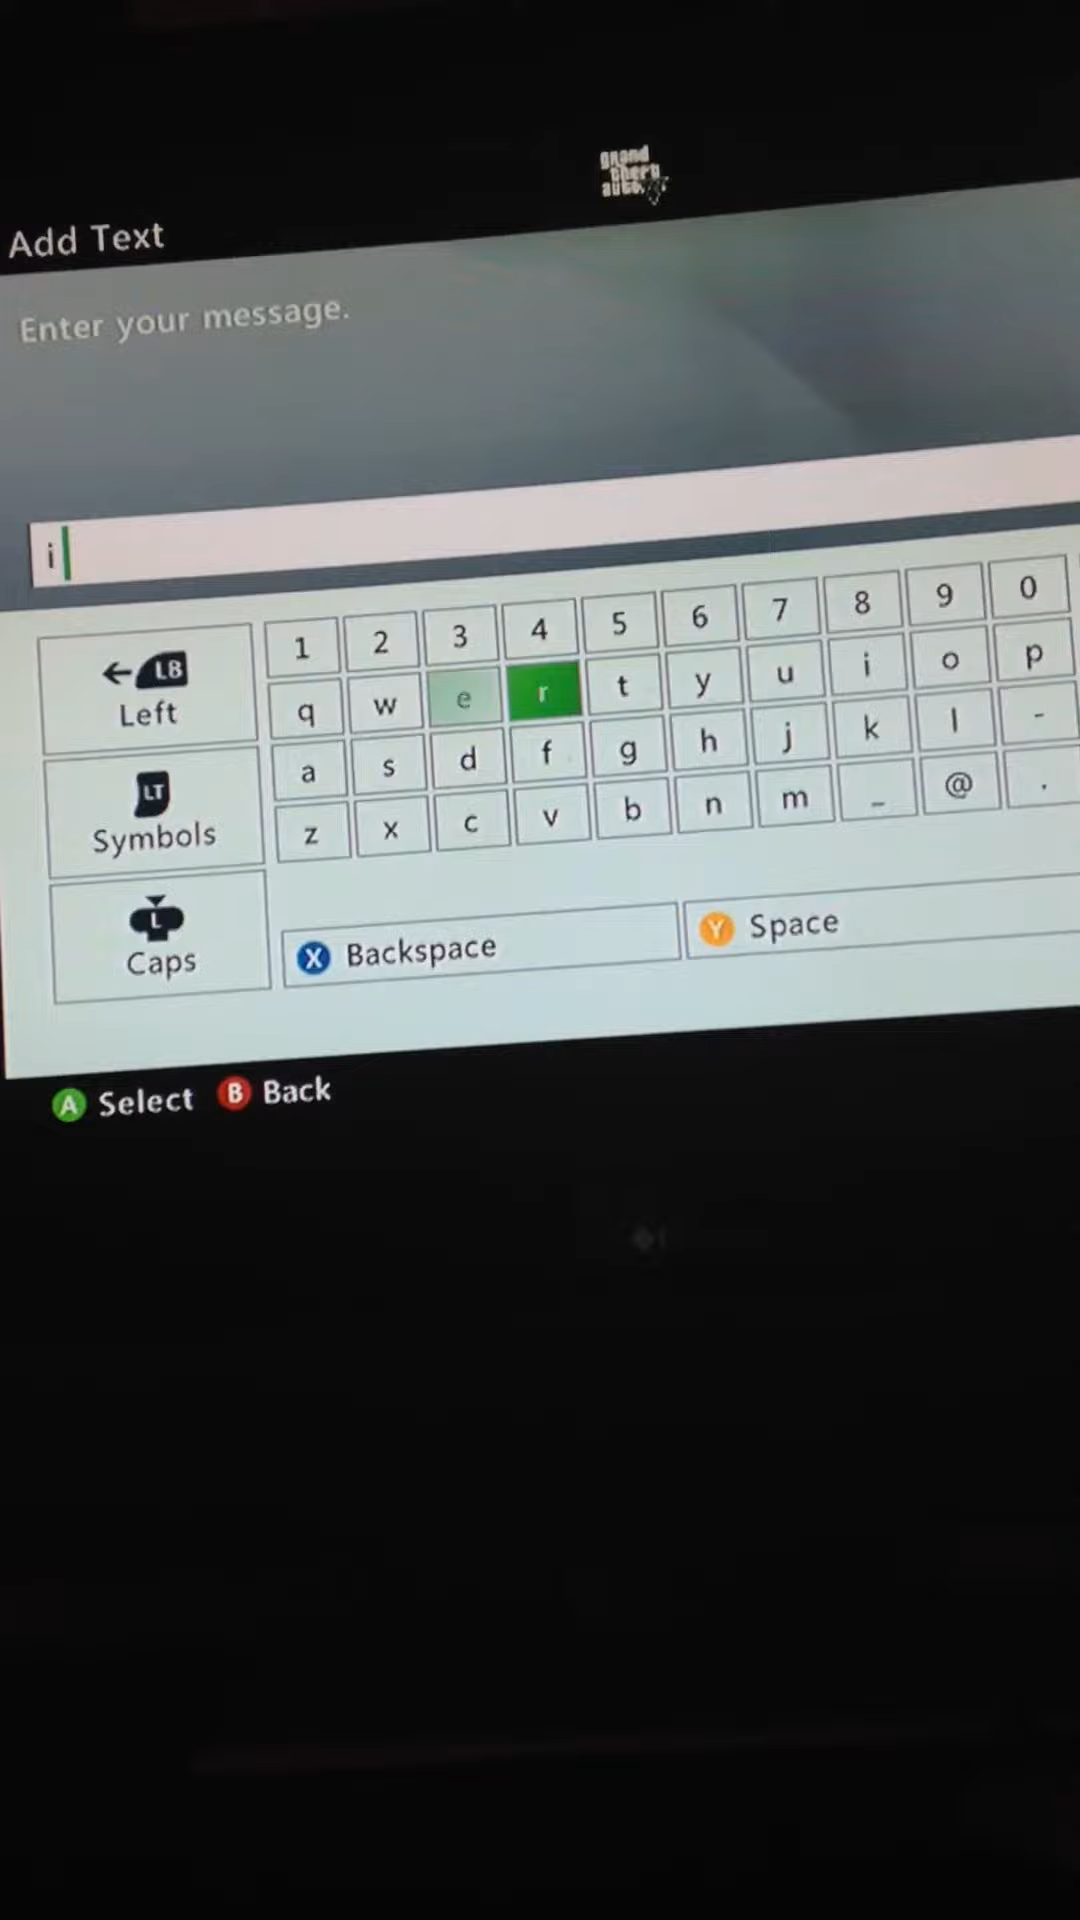 grand
theft
auto
Add Text
Enter your message.
i
1 2 3 4 5 6 7 8 9 0
LB
Left
q w e r t y u i o p
a s d f g h j k l -
LT
Symbols
z x c v b n m _ @ .
L
Caps
X Backspace Y Space
A Select B Back